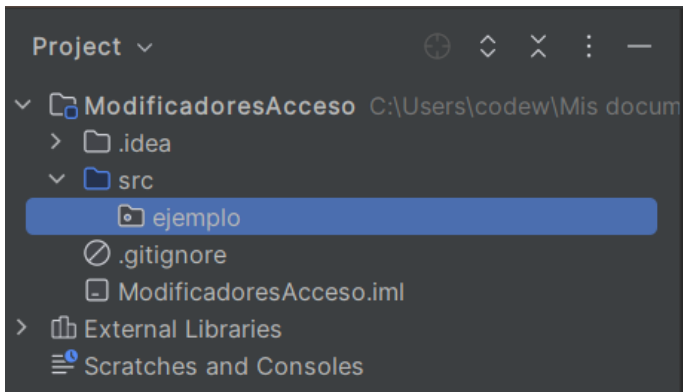 Project
ModificadoresAcceso C:\Users\codew\Mis docum
.idea
src
ejemplo
.gitignore
ModificadoresAcceso.iml
External Libraries
Scratches and Consoles